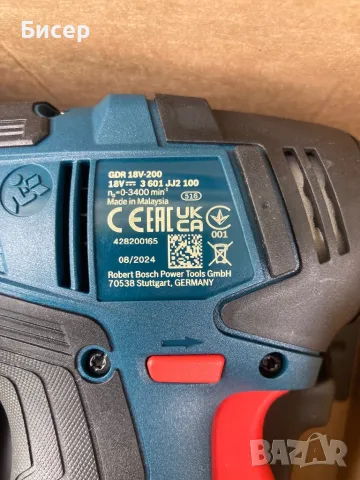 Бисер
GDR 18V-200
18V⎓ 3 601 JJ2 100
n₀=0-3400 min⁻¹ 516
Made in Malaysia
CE EAC UK CA 001
428200165
08/2024
Robert Bosch Power Tools GmbH
70538 Stuttgart, GERMANY
BAZAR